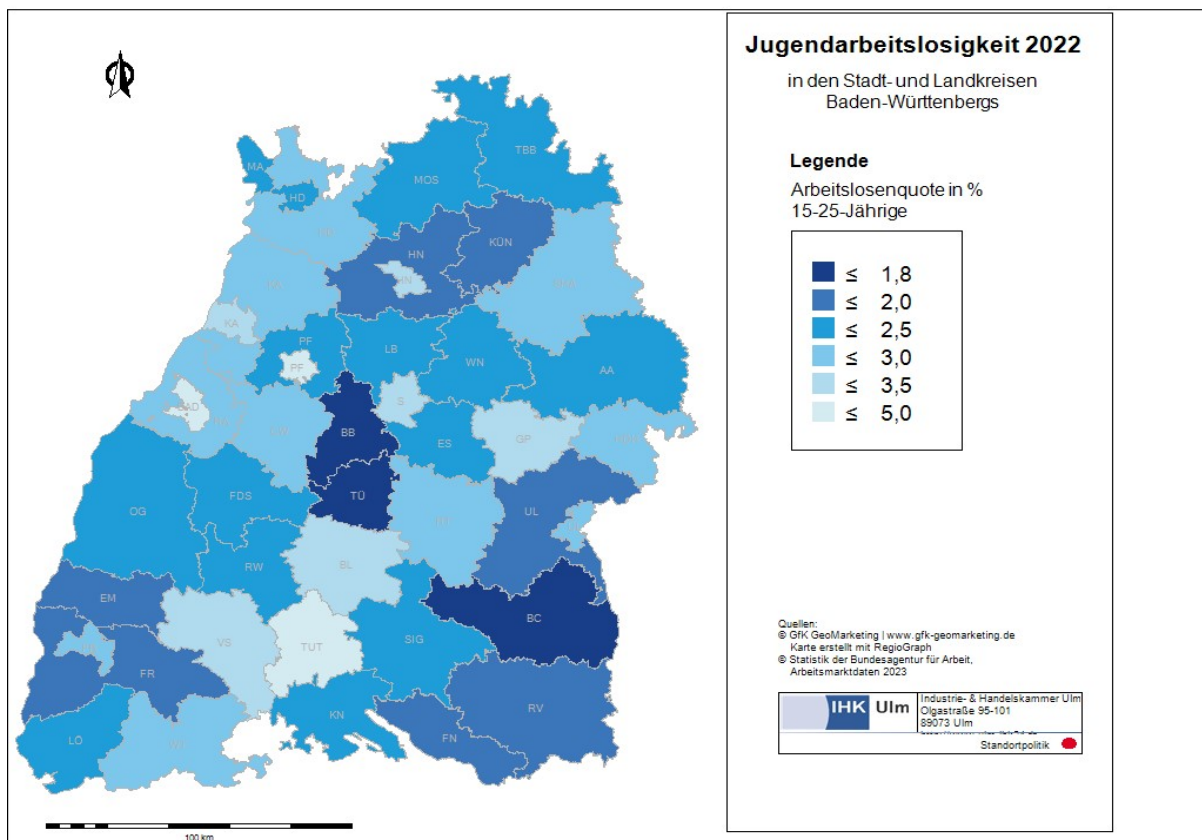 Jugendarbeitslosigkeit 2022
in den Stadt- und Landkreisen
Baden-Württenbergs
Legende
Arbeitslosenquote in %
15-25-Jährige
≤ 1,8
≤ 2,0
≤ 2,5
≤ 3,0
≤ 3,5
≤ 5,0
Quellen:
© GfK GeoMarketing | www.gfk-geomarketing.de
Karte erstellt mit RegioGraph
© Statistik der Bundesagentur für Arbeit,
Arbeitsmarktdaten 2023
IHK Ulm
Industrie- & Handelskammer Ulm
Olgastraße 95-101
89073 Ulm
Standortpolitik
TBB
MA
MOS
HD
HN
KÜN
KA
PF
LB
WN
AA
PF
S
BB
ES
GP
TÜ
OG
FDS
UL
RW
BL
EM
BC
VS
TUT
SIG
FR
RV
KN
FN
LÖ
100 km